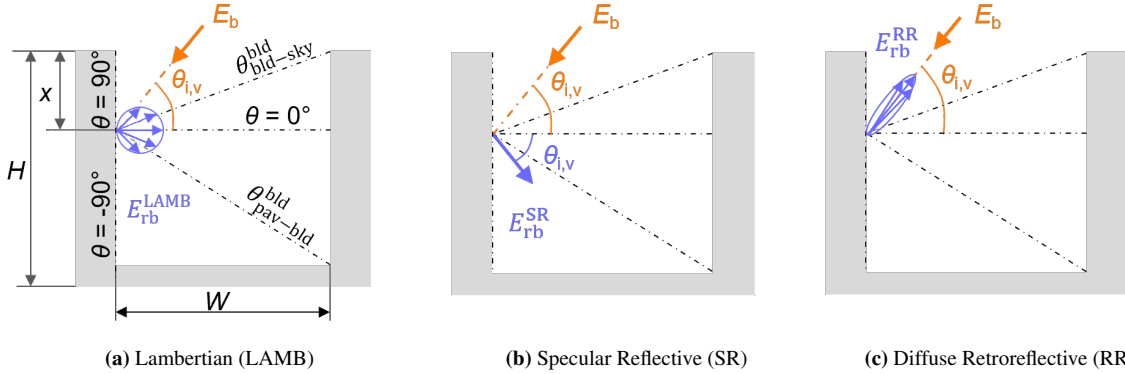 E_b
θ^bld_bld−sky
θ_i,v
x
θ = 90°
θ = 0°
H
θ = -90°
E^LAMB_rb
θ^bld_pav−bld
W
(a) Lambertian (LAMB)
E_b
θ_i,v
θ_i,v
E^SR_rb
(b) Specular Reflective (SR)
E^RR_rb
E_b
θ_i,v
(c) Diffuse Retroreflective (RR